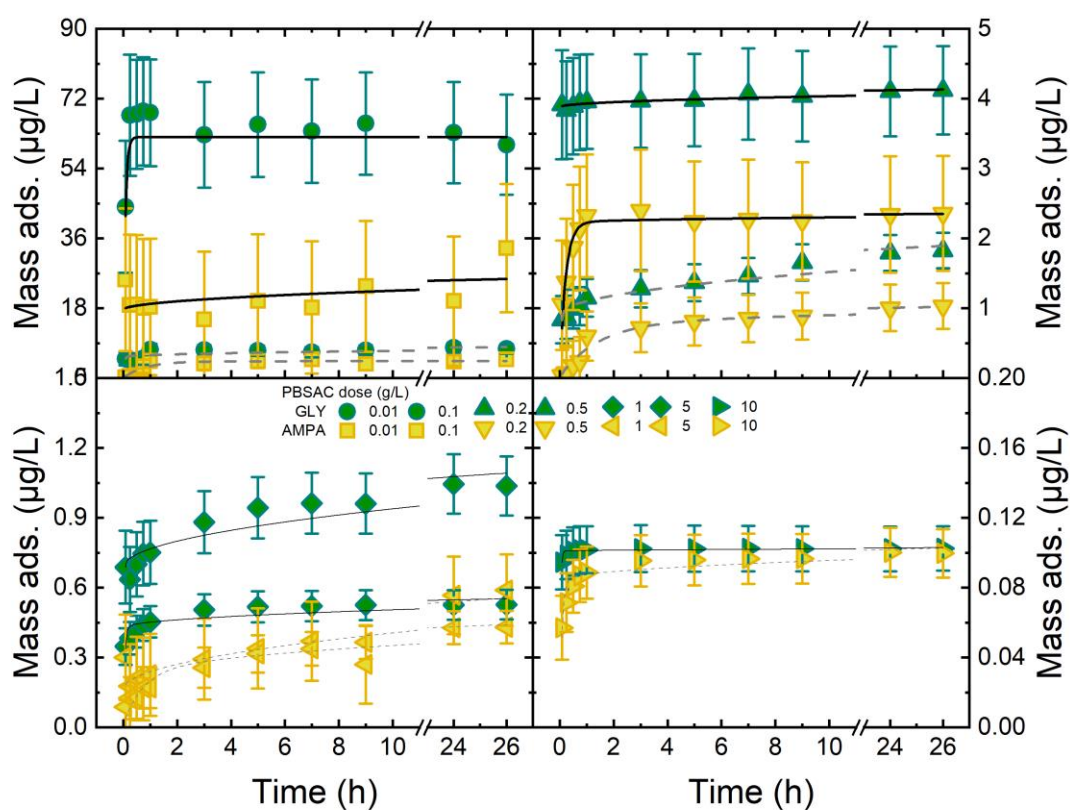 90
72
54
36
18
1.8
Mass ads. (µg/L)
5
4
3
2
1
0.20
Mass ads. (µg/L)
PBSAC dose (g/L)
GLY 0.01 0.1 0.2 0.5 1 5 10
AMPA 0.01 0.1 0.2 0.5 1 5 10
1.2
0.9
0.6
0.3
0.0
Mass ads. (µg/L)
0.16
0.12
0.08
0.04
0.00
Mass ads. (µg/L)
0 2 4 6 8 10 24 26
0 2 4 6 8 10 24 26
Time (h)
Time (h)